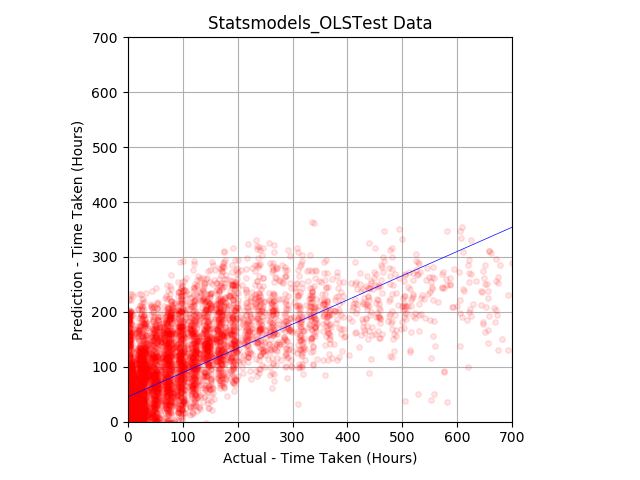 Statsmodels_OLSTest Data
700
600
500
400
300
200
100
0
Prediction - Time Taken (Hours)
0 100 200 300 400 500 600 700
Actual - Time Taken (Hours)